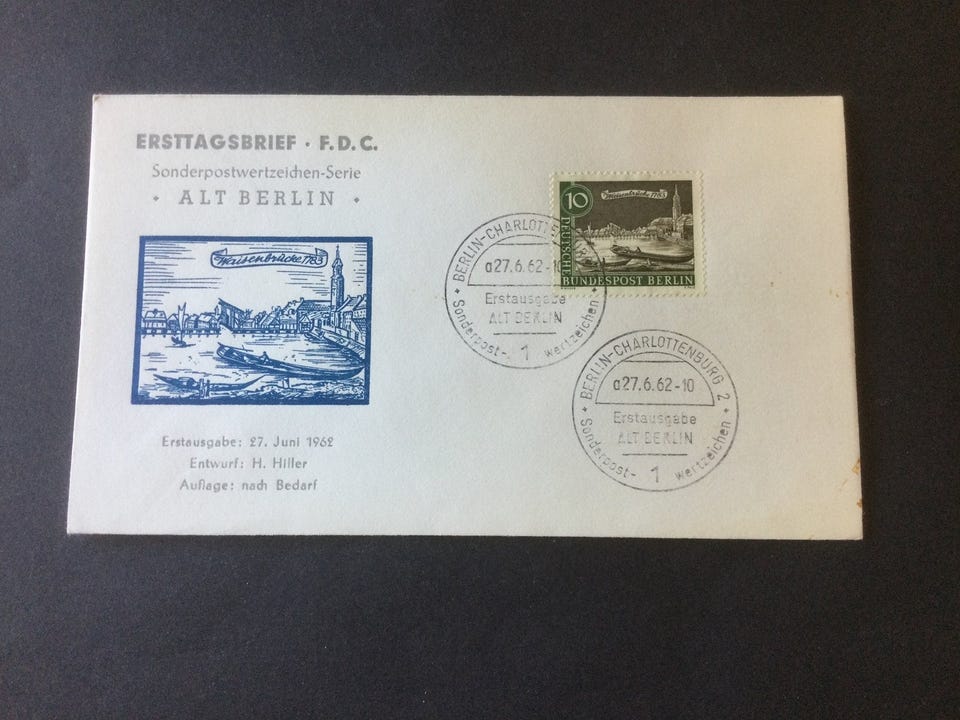 ERSTTAGSBRIEF · F.D.C.
Sonderpostwertzeichen-Serie
· ALT BERLIN ·
Waisenbrücke 1783
Erstausgabe: 27. Juni 1962
Entwurf: H. Hiller
Auflage: nach Bedarf
10
Waisenbrücke 1783
DEUTSCHE
BUNDESPOST BERLIN
BERLIN-CHARLOTTENBURG
a27.6.62-10
Erstausgabe
ALT BERLIN
Sonderpost- 1 wertzeichen
BERLIN-CHARLOTTENBURG 2
a27.6.62-10
Erstausgabe
ALT BERLIN
Sonderpost- 1 wertzeichen